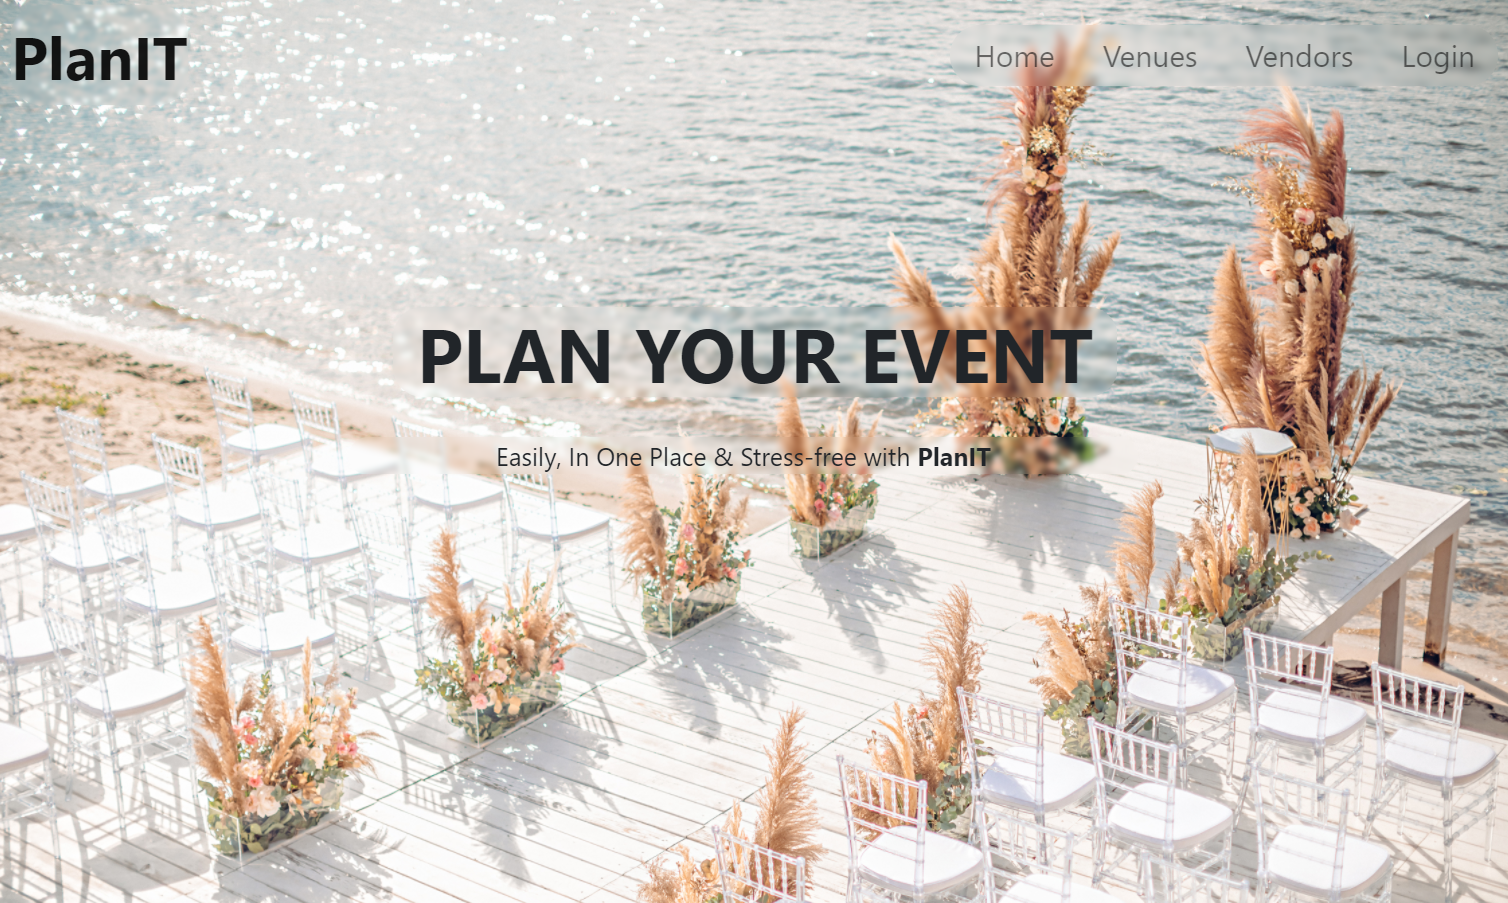 PlanIT
Home Venues Vendors Login
PLAN YOUR EVENT
Easily, In One Place & Stress-free with PlanIT